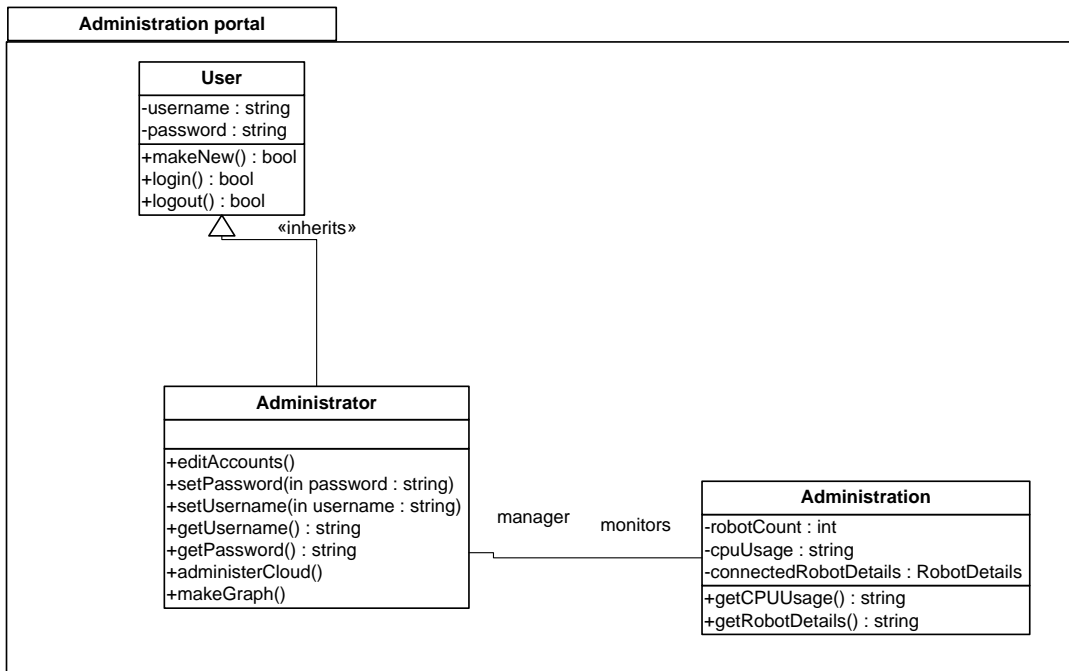 Administration portal
User
-username : string
-password : string
+makeNew() : bool
+login() : bool
+logout() : bool
«inherits»
Administrator
+editAccounts()
+setPassword(in password : string)
+setUsername(in username : string)
+getUsername() : string
+getPassword() : string
+administerCloud()
+makeGraph()
manager
monitors
Administration
-robotCount : int
-cpuUsage : string
-connectedRobotDetails : RobotDetails
+getCPUUsage() : string
+getRobotDetails() : string